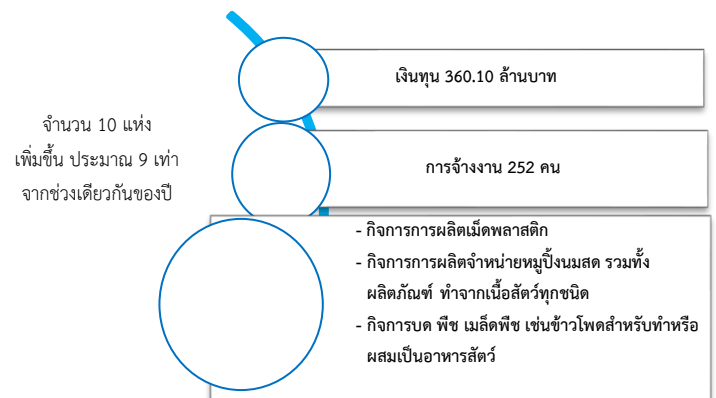 จำนวน 10 แห่ง
เพิ่มขึ้น ประมาณ 9 เท่า
จากช่วงเดียวกันของปี
เงินทุน 360.10 ล้านบาท
การจ้างงาน 252 คน
- กิจการการผลิตเม็ดพลาสติก
- กิจการการผลิตจำหน่ายหมูปิ้งนมสด รวมทั้ง
ผลิตภัณฑ์ ทำจากเนื้อสัตว์ทุกชนิด
- กิจการบด พืช เมล็ดพืช เช่นข้าวโพดสำหรับทำหรือ
ผสมเป็นอาหารสัตว์